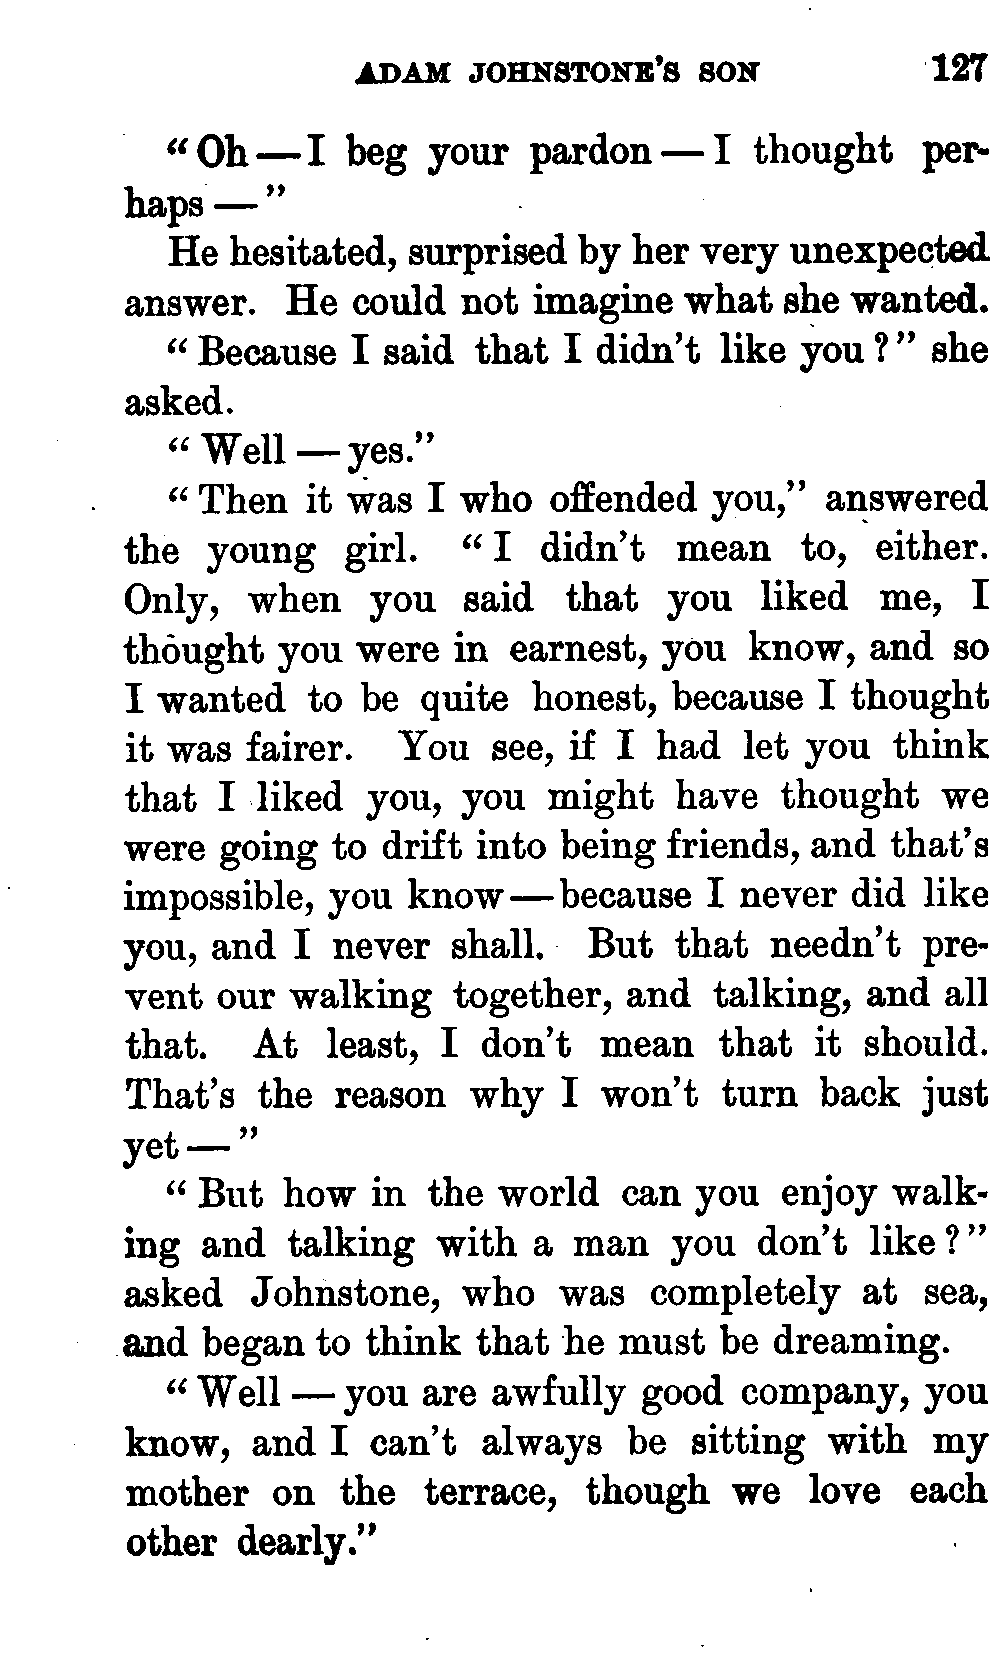 ADAM JOHNSTONE'S SON 127
"Oh—I beg your pardon—I thought per-
haps—"
He hesitated, surprised by her very unexpected
answer. He could not imagine what she wanted.
"Because I said that I didn't like you?" she
asked.
"Well—yes."
"Then it was I who offended you," answered
the young girl. "I didn't mean to, either.
Only, when you said that you liked me, I
thought you were in earnest, you know, and so
I wanted to be quite honest, because I thought
it was fairer. You see, if I had let you think
that I liked you, you might have thought we
were going to drift into being friends, and that's
impossible, you know—because I never did like
you, and I never shall. But that needn't pre-
vent our walking together, and talking, and all
that. At least, I don't mean that it should.
That's the reason why I won't turn back just
yet—"
"But how in the world can you enjoy walk-
ing and talking with a man you don't like?"
asked Johnstone, who was completely at sea,
and began to think that he must be dreaming.
"Well—you are awfully good company, you
know, and I can't always be sitting with my
mother on the terrace, though we love each
other dearly."